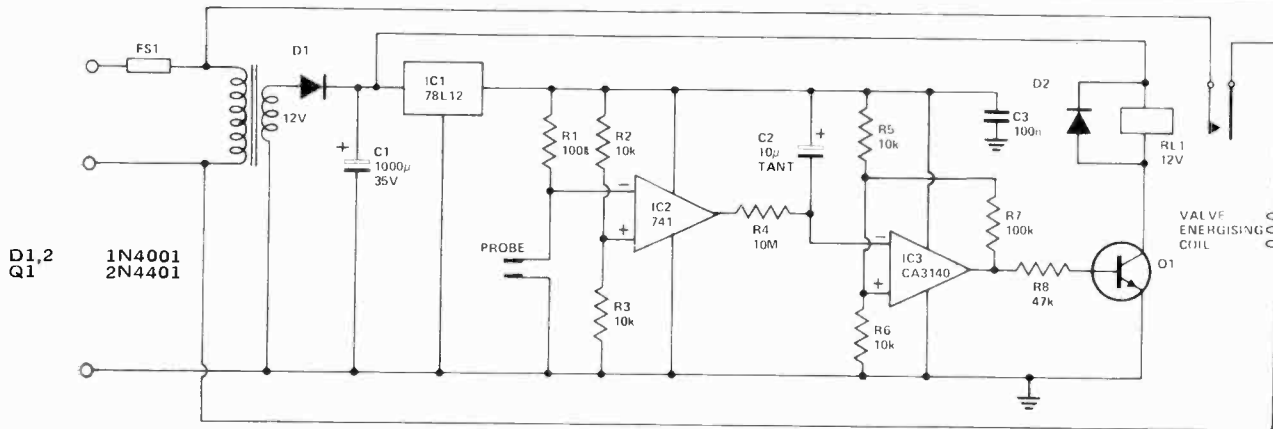 FS1
D1
12V
+
C1
1000µ
35V
IC1
78L12
R1
R2
10k
R3
10k
PROBE
−
+
IC2
741
R4
10M
C2
10µ
TANT
+
R5
10k
R6
10k
−
+
IC3
CA3140
R7
100k
R8
47k
C3
100n
D2
RL1
12V
Q1
VALVE
ENERGISING
COIL
D1,2 1N4001
Q1 2N4401